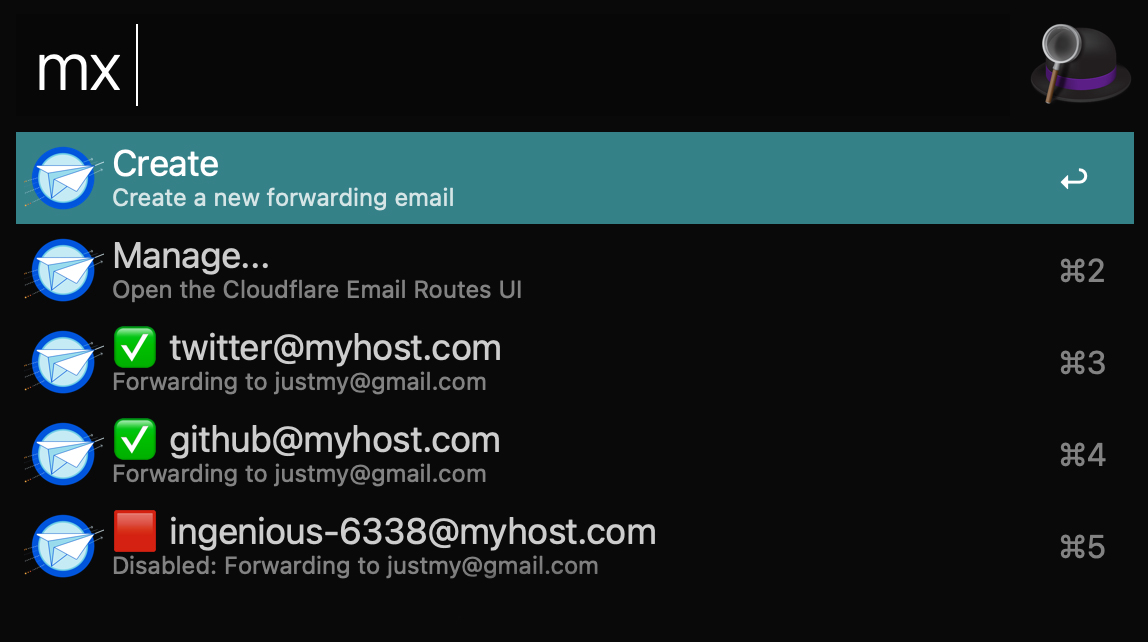 mx
Create
Create a new forwarding email
Manage...
⌘2
Open the Cloudflare Email Routes UI
✅ twitter@myhost.com
⌘3
Forwarding to justmy@gmail.com
✅ github@myhost.com
⌘4
Forwarding to justmy@gmail.com
🟥 ingenious-6338@myhost.com
⌘5
Disabled: Forwarding to justmy@gmail.com